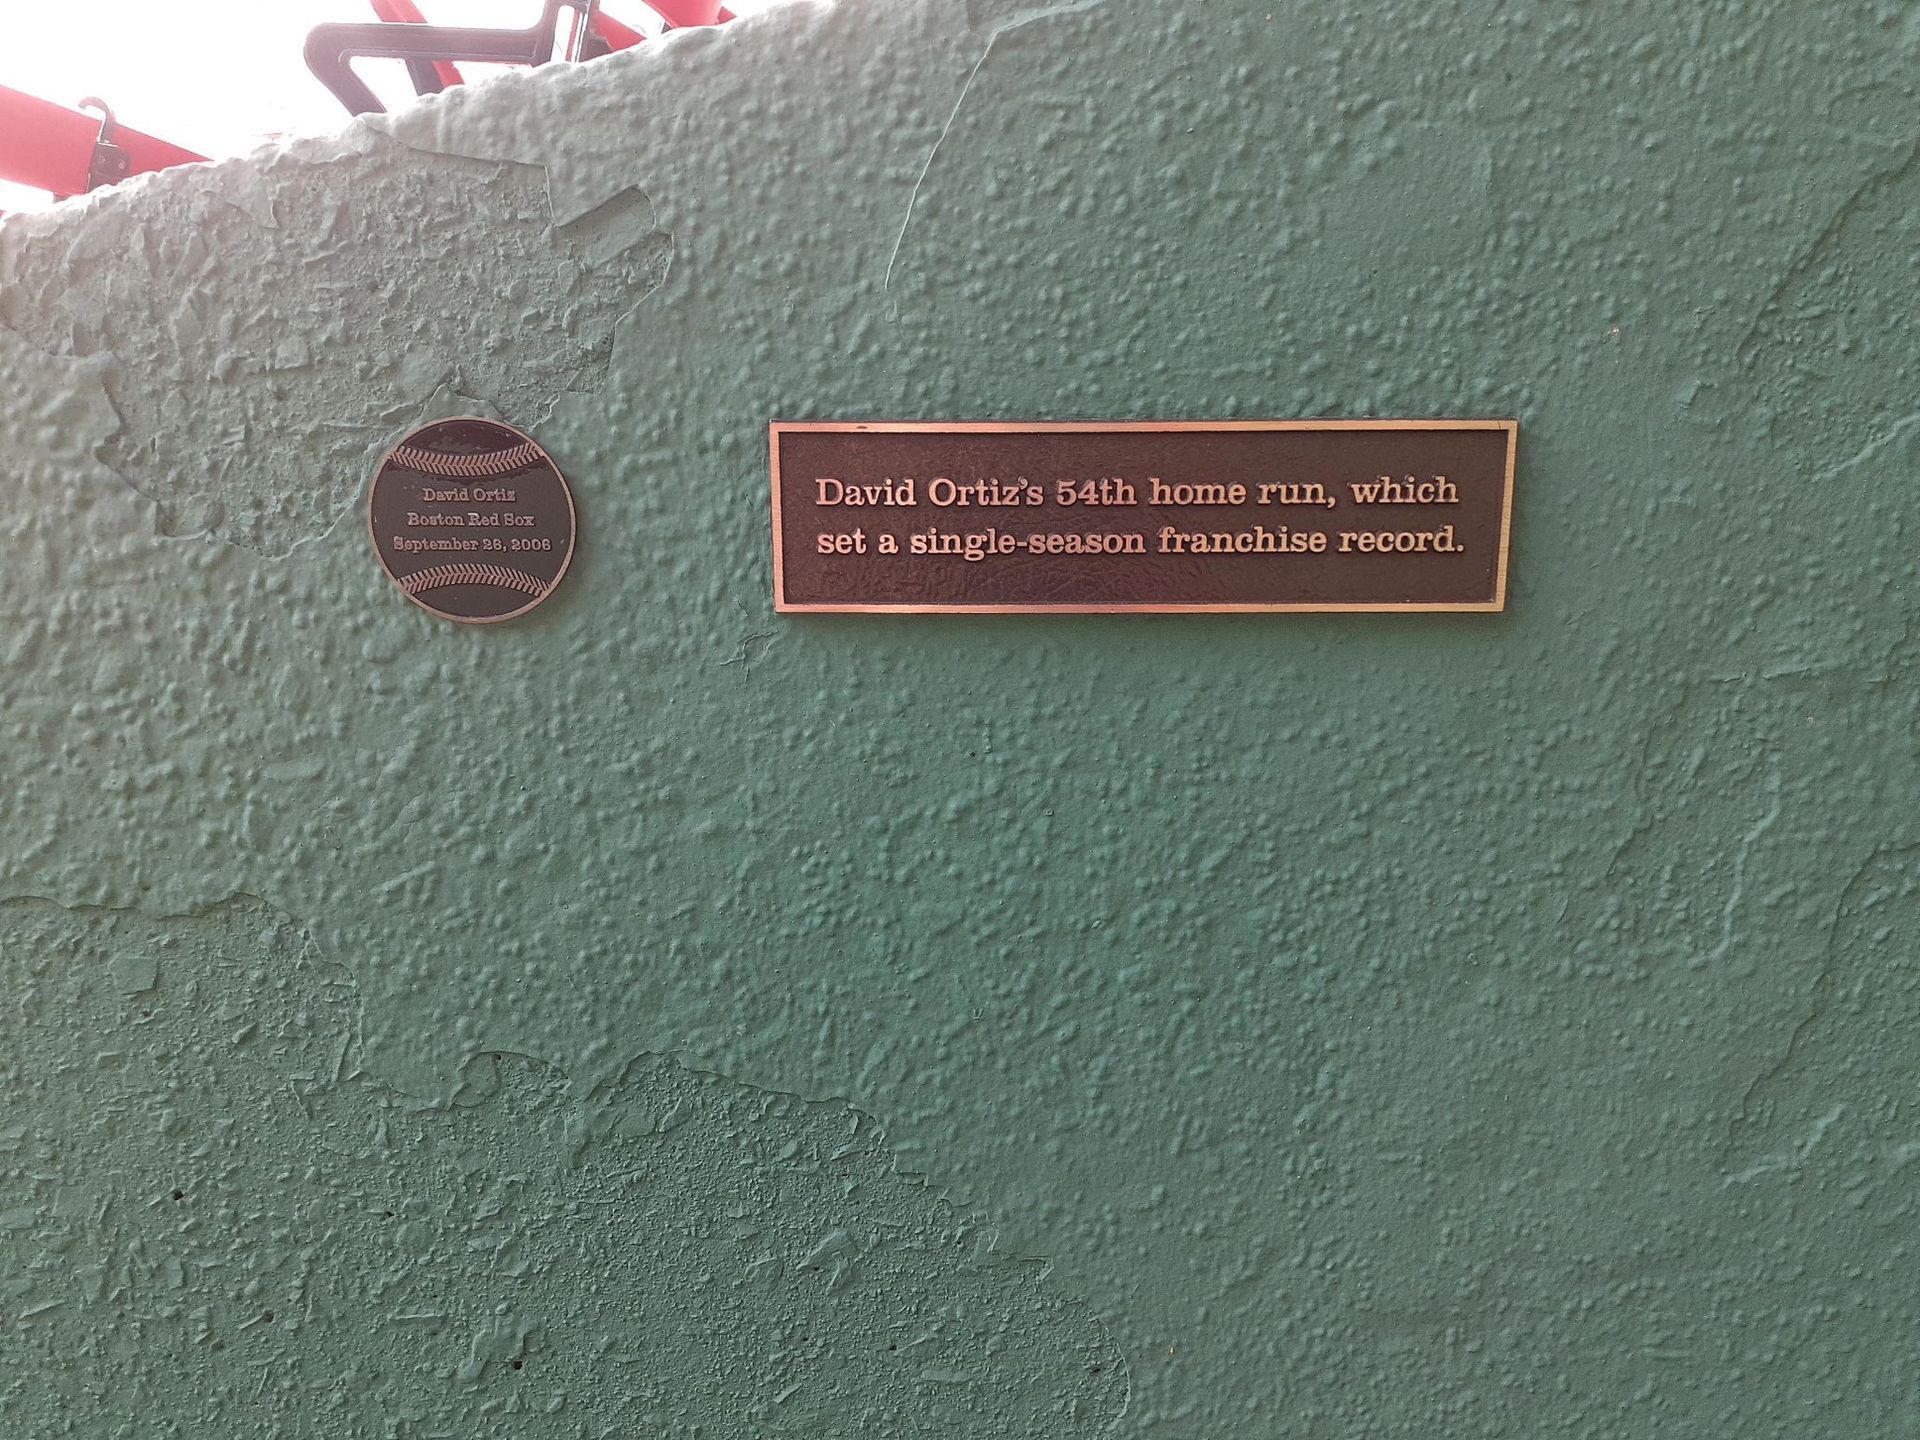 David Ortiz
Boston Red Sox
September 26, 2006
David Ortiz's 54th home run, which
set a single-season franchise record.